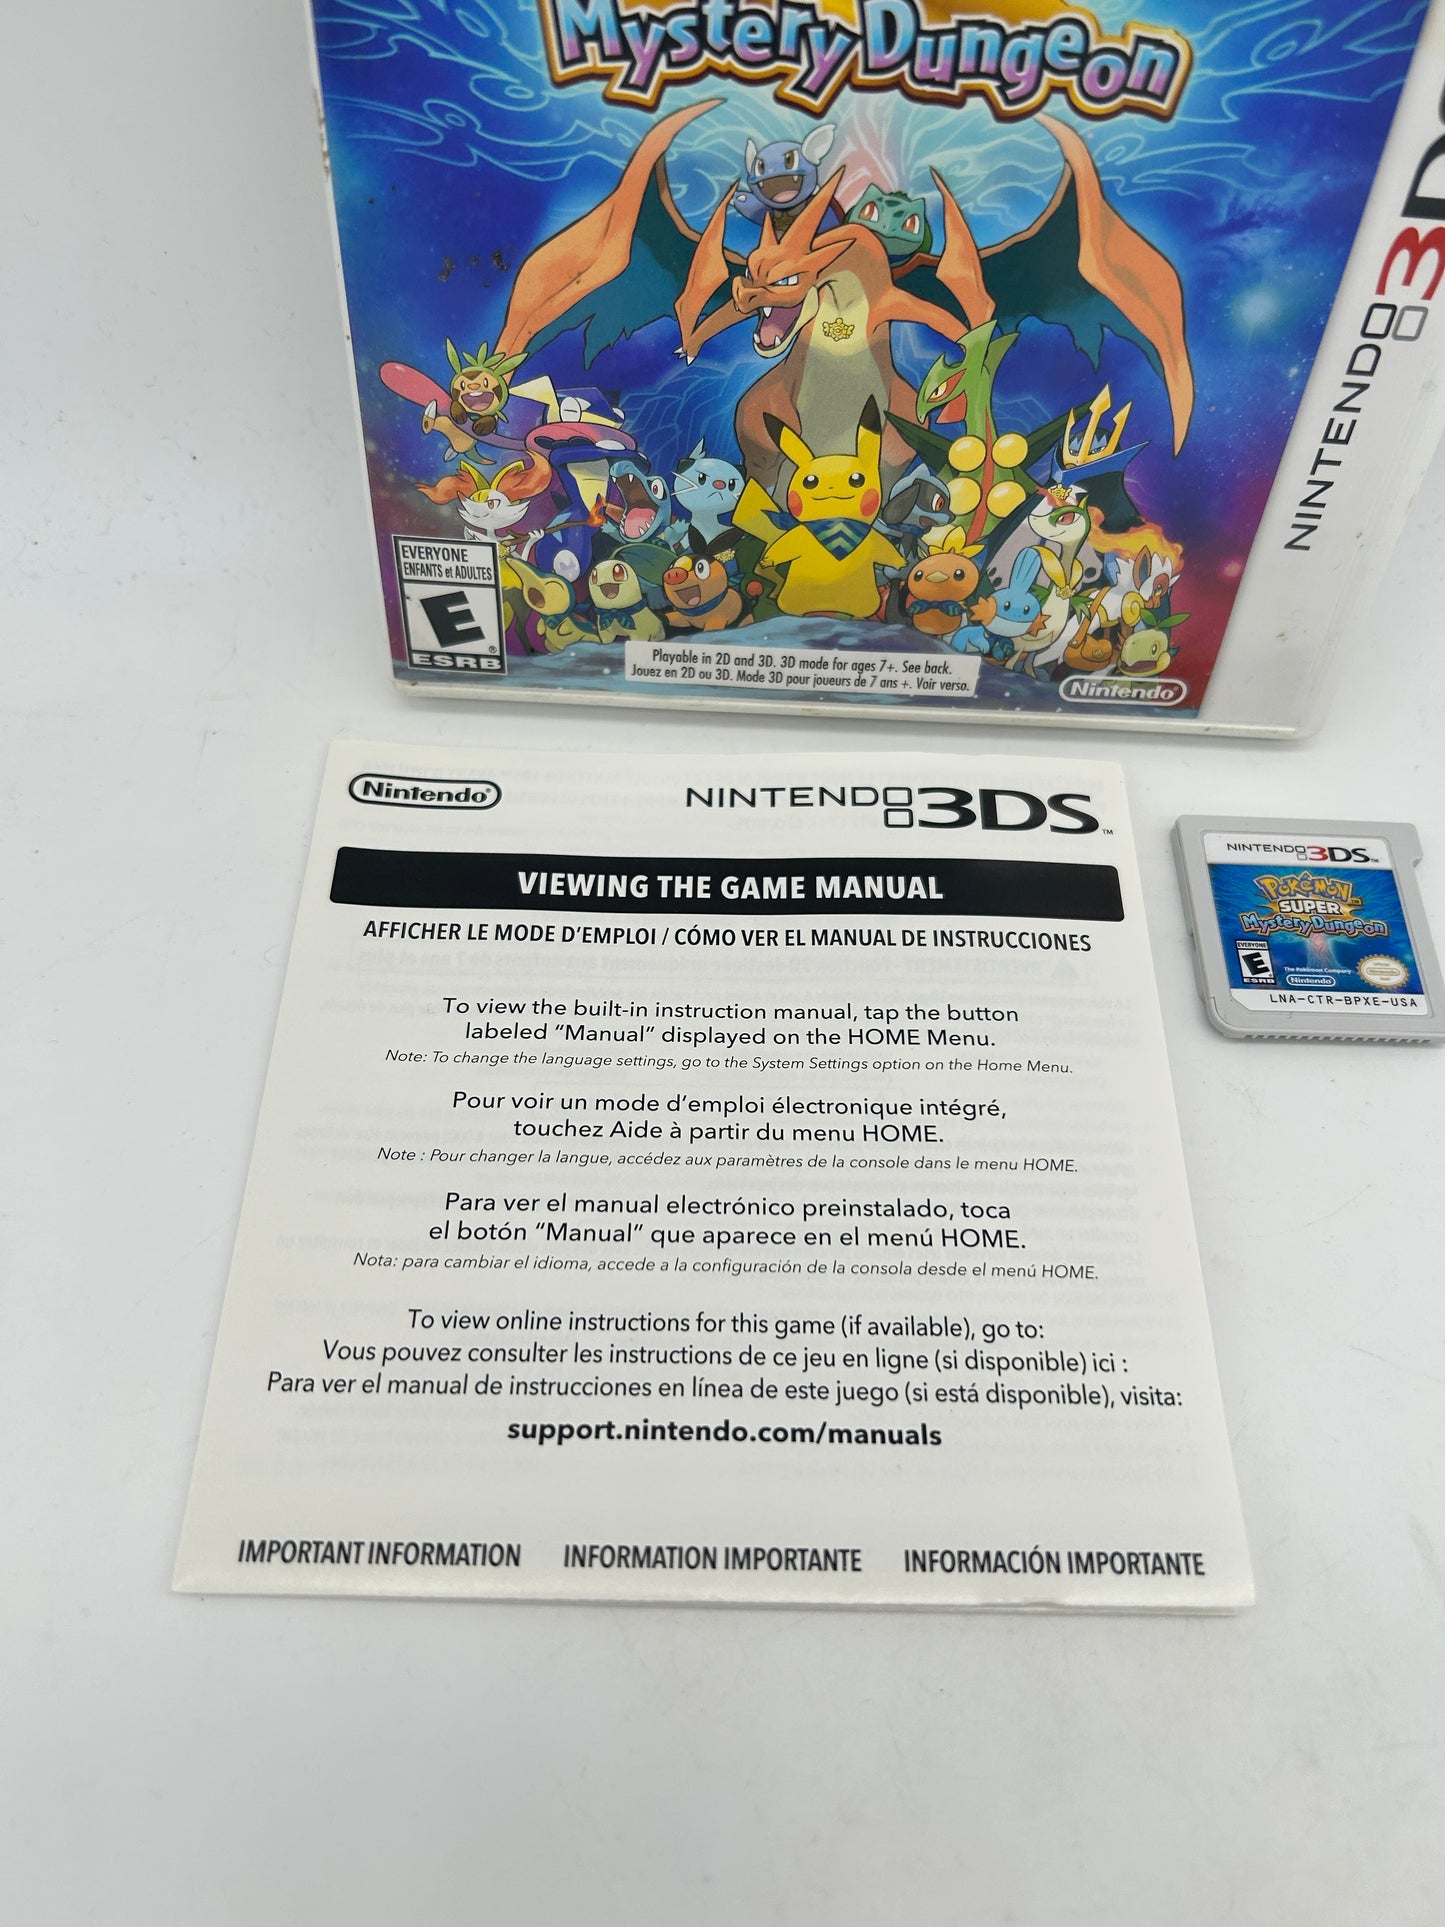 Mystery Dungeon
NINTENDO 3DS
EVERYONE
ENFANTS et ADULTES
E
ESRB
Playable in 2D and 3D. 3D mode for ages 7+. See back.
Jouez en 2D ou 3D. Mode 3D pour joueurs de 7 ans +. Voir verso.
Nintendo®
Nintendo®
NINTENDO 3DS™
VIEWING THE GAME MANUAL
AFFICHER LE MODE D'EMPLOI / CÓMO VER EL MANUAL DE INSTRUCCIONES
To view the built-in instruction manual, tap the button
labeled "Manual" displayed on the HOME Menu.
Note: To change the language settings, go to the System Settings option on the Home Menu.
Pour voir un mode d'emploi électronique intégré,
touchez Aide à partir du menu HOME.
Note : Pour changer la langue, accédez aux paramètres de la console dans le menu HOME.
Para ver el manual electrónico preinstalado, toca
el botón "Manual" que aparece en el menú HOME.
Nota: para cambiar el idioma, accede a la configuración de la consola desde el menú HOME.
To view online instructions for this game (if available), go to:
Vous pouvez consulter les instructions de ce jeu en ligne (si disponible) ici :
Para ver el manual de instrucciones en línea de este juego (si está disponible), visita:
support.nintendo.com/manuals
IMPORTANT INFORMATION INFORMATION IMPORTANTE INFORMACIÓN IMPORTANTE
NINTENDO 3DS™
POKéMON™
SUPER
Mystery Dungeon
EVERYONE
E
ESRB
The Pokémon Company
Nintendo
LNA-CTR-BPXE-USA